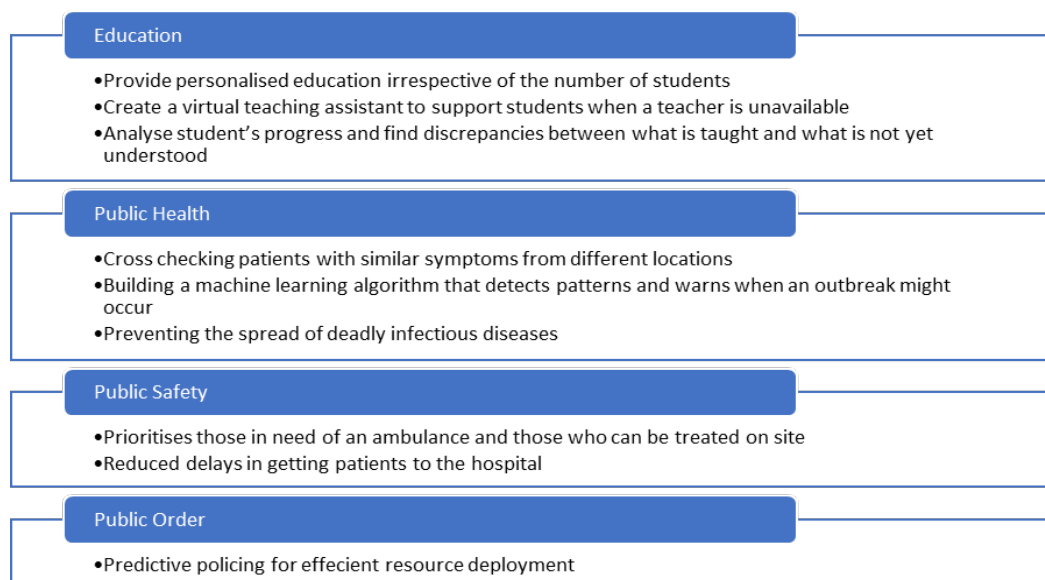 Education
•Provide personalised education irrespective of the number of students
•Create a virtual teaching assistant to support students when a teacher is unavailable
•Analyse student’s progress and find discrepancies between what is taught and what is not yet
understood
Public Health
•Cross checking patients with similar symptoms from different locations
•Building a machine learning algorithm that detects patterns and warns when an outbreak might
occur
•Preventing the spread of deadly infectious diseases
Public Safety
•Prioritises those in need of an ambulance and those who can be treated on site
•Reduced delays in getting patients to the hospital
Public Order
•Predictive policing for effecient resource deployment